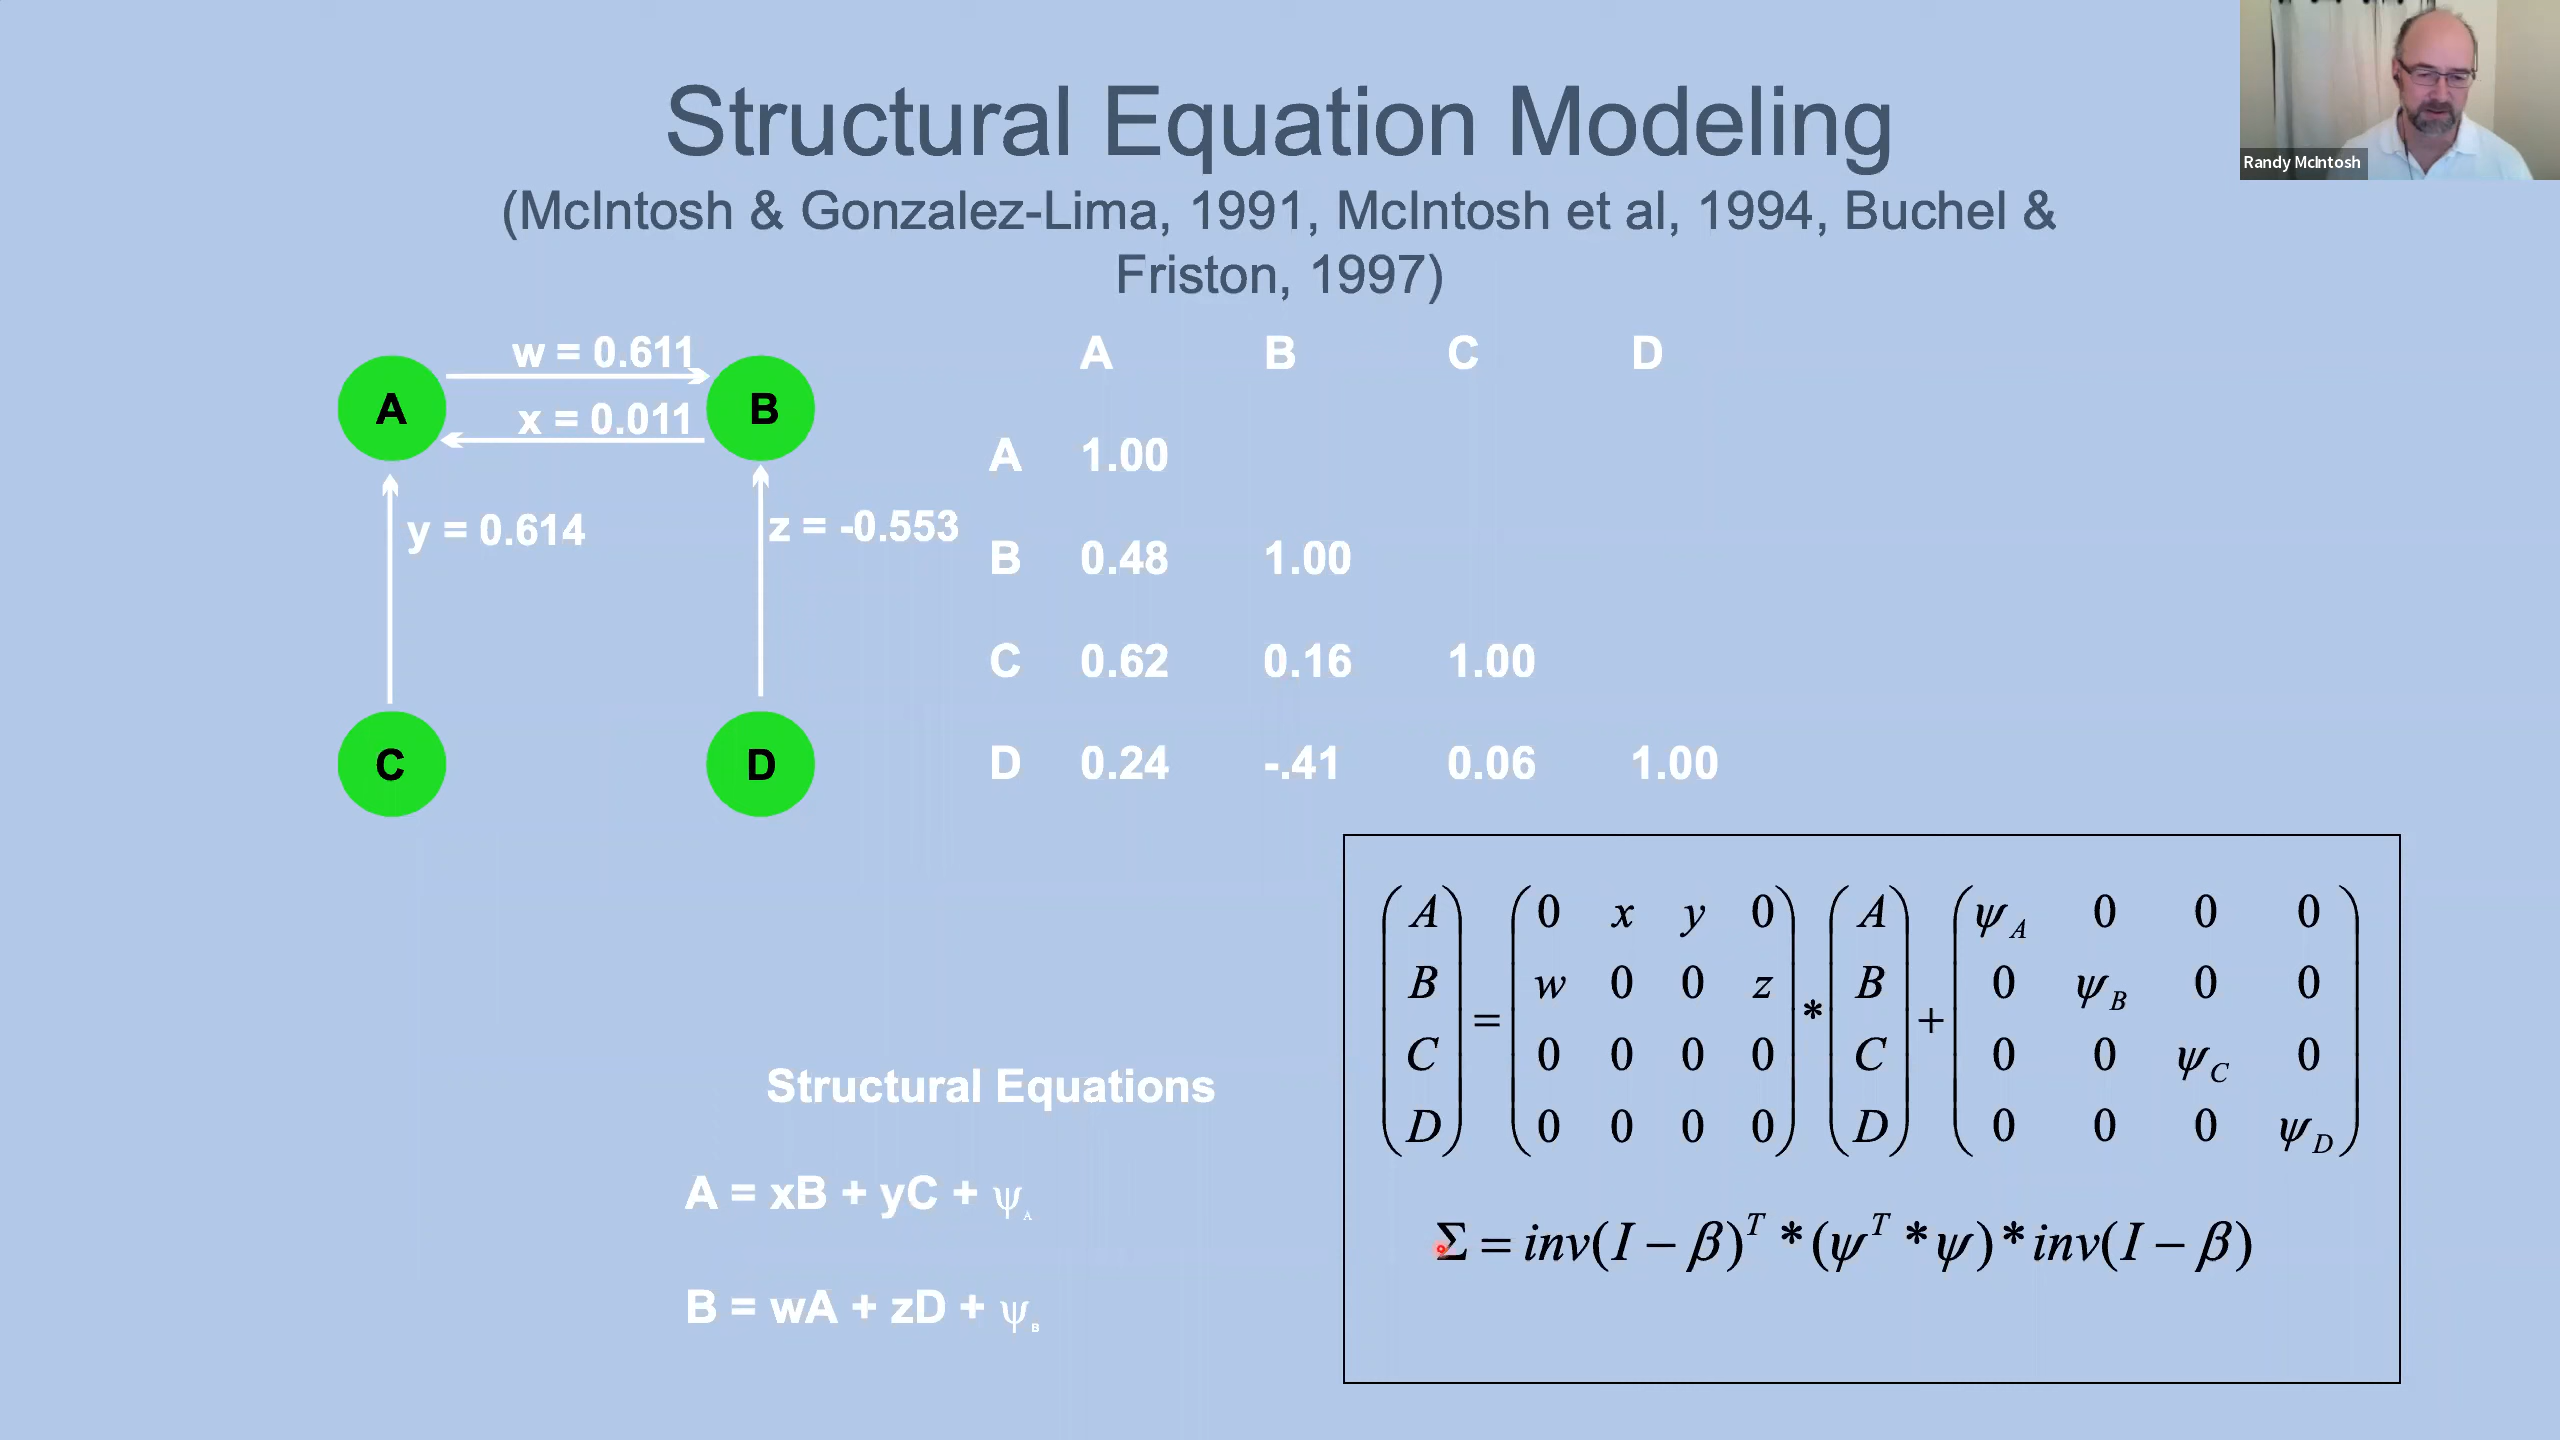 Structural Equation Modeling
(McIntosh & Gonzalez-Lima, 1991, McIntosh et al, 1994, Buchel &
Friston, 1997)
Randy McIntosh
w = 0.611
A B
x = 0.011
y = 0.614
z = -0.553
C D
A B C D
A 1.00
B 0.48 1.00
C 0.62 0.16 1.00
D 0.24 -.41 0.06 1.00
Structural Equations
A = xB + yC + ψA
B = wA + zD + ψB
A 0 x y 0 A ψA 0 0 0
B w 0 0 z B 0 ψB 0 0
= * +
C 0 0 0 0 C 0 0 ψC 0
D 0 0 0 0 D 0 0 0 ψD
Σ = inv(I − β)^T * (ψ^T * ψ) * inv(I − β)